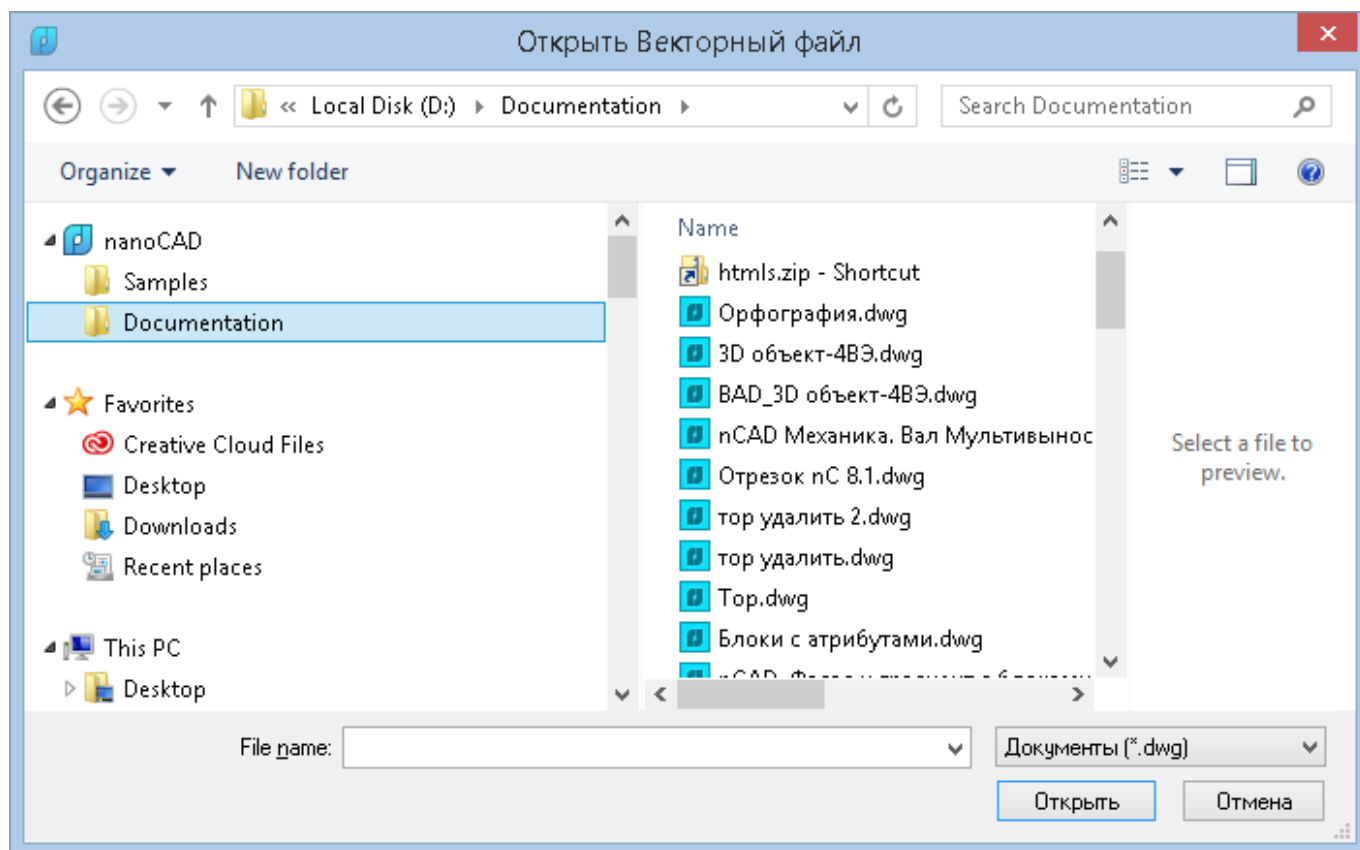 Открыть Векторный файл
« Local Disk (D:) Documentation
Search Documentation
Organize New folder
nanoCAD
Samples
Documentation
Favorites
Creative Cloud Files
Desktop
Downloads
Recent places
This PC
Desktop
Name
htmls.zip - Shortcut
Орфография.dwg
3D объект-4ВЭ.dwg
BAD_3D объект-4ВЭ.dwg
nCAD Механика. Вал Мультивынос
Отрезок nC 8.1.dwg
тор удалить 2.dwg
тор удалить.dwg
Тор.dwg
Блоки с атрибутами.dwg
Select a file to
preview.
File name:
Документы (*.dwg)
Открыть Отмена